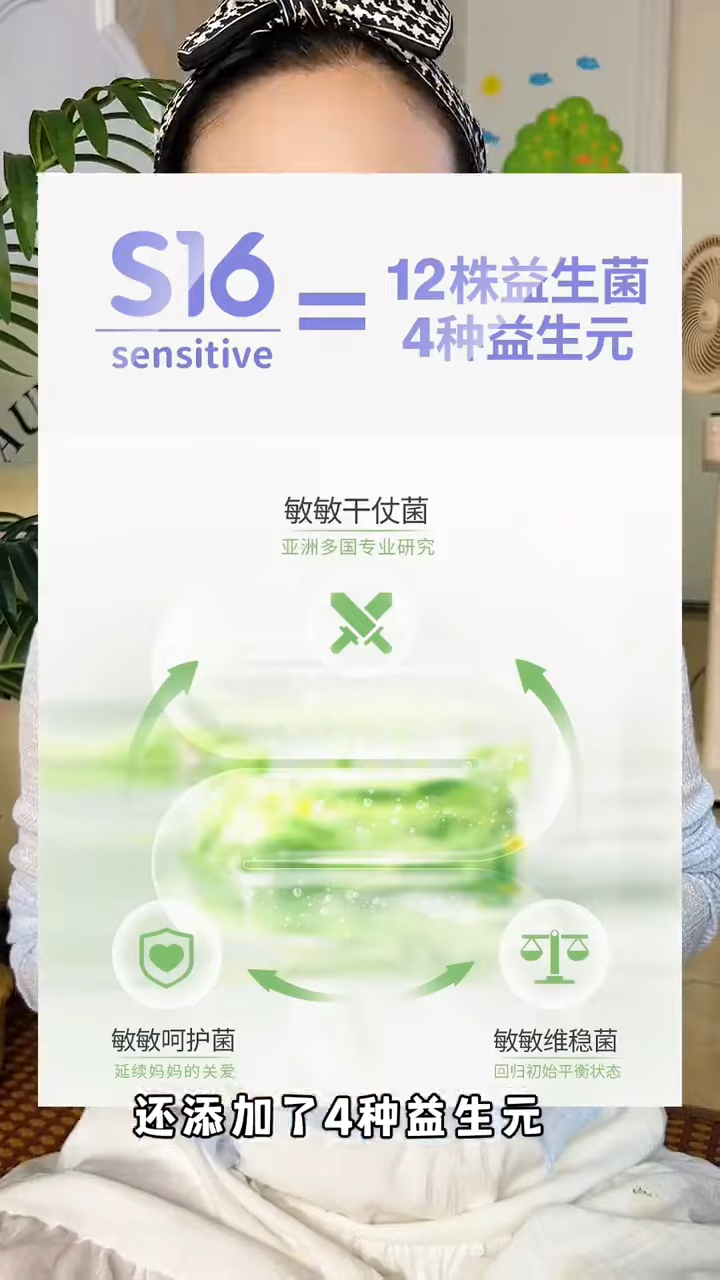 S16
sensitive
=
12株益生菌
4种益生元
敏敏干仗菌
亚洲多国专业研究
敏敏呵护菌
延续妈妈的关爱
敏敏维稳菌
回归初始平衡状态
还添加了4种益生元